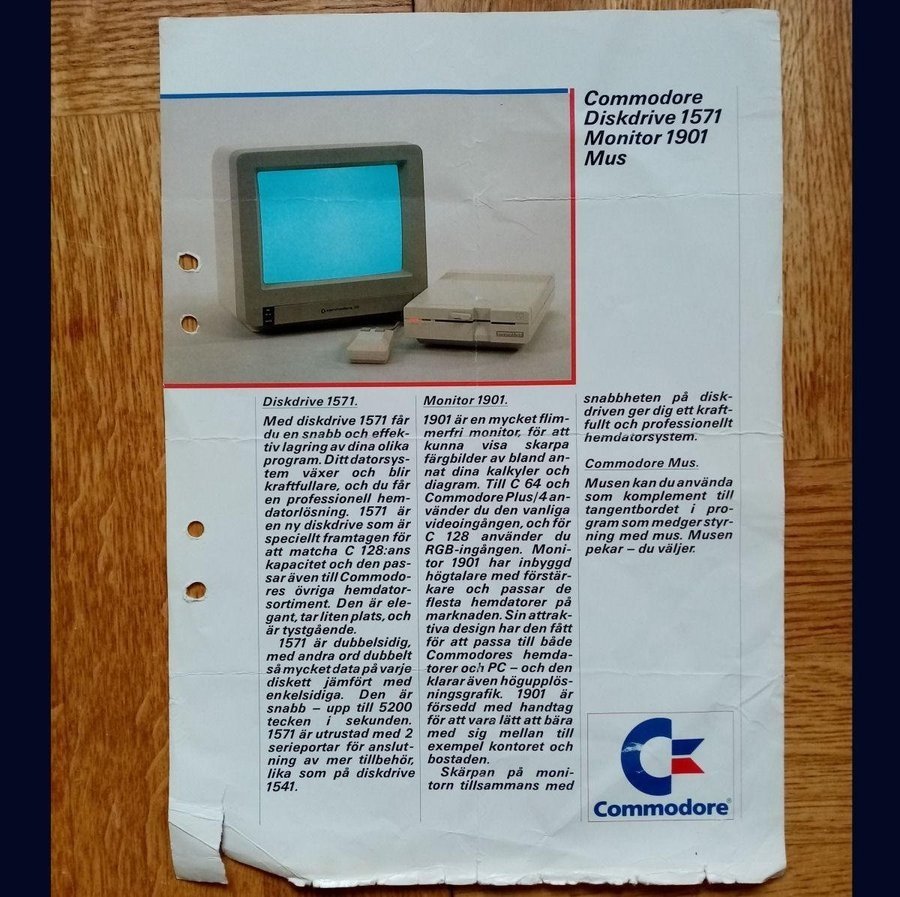 Commodore
Diskdrive 1571
Monitor 1901
Mus
Diskdrive 1571.
Med diskdrive 1571 får
du en snabb och effek-
tiv lagring av dina olika
program. Ditt datorsys-
tem växer och blir
kraftfullare, och du får
en professionell hem-
datorlösning. 1571 är
en ny diskdrive som är
speciellt framtagen för
att matcha C 128:ans
kapacitet och den pas-
sar även till Commodo-
res övriga hemdator-
sortiment. Den är ele-
gant, tar liten plats, och
är tystgående.
1571 är dubbelsidig,
med andra ord dubbelt
så mycket data på varje
diskett jämfört med
enkelsidiga. Den är
snabb – upp till 5200
tecken i sekunden.
1571 är utrustad med 2
serieportar för anslut-
ning av mer tillbehör,
lika som på diskdrive
1541.
Monitor 1901.
1901 är en mycket flim-
merfri monitor, för att
kunna visa skarpa
färgbilder av bland an-
nat dina kalkyler och
diagram. Till C 64 och
Commodore Plus/4 an-
vänder du den vanliga
videoingången, och för
C 128 använder du
RGB-ingången. Moni-
tor 1901 har inbyggd
högtalare med förstär-
kare och passar de
flesta hemdatorer på
marknaden. Sin attrak-
tiva design har den fått
för att passa till både
Commodores hemda-
torer och PC – och den
klarar även högupplös-
ningsgrafik. 1901 är
försedd med handtag
för att vara lätt att bära
med sig mellan till
exempel kontoret och
bostaden.
Skärpan på moni-
torn tillsammans med
snabbheten på disk-
driven ger dig ett kraft-
fullt och professionellt
hemdatorsystem.
Commodore Mus.
Musen kan du använda
som komplement till
tangentbordet i pro-
gram som medger styr-
ning med mus. Musen
pekar – du väljer.
Commodore®